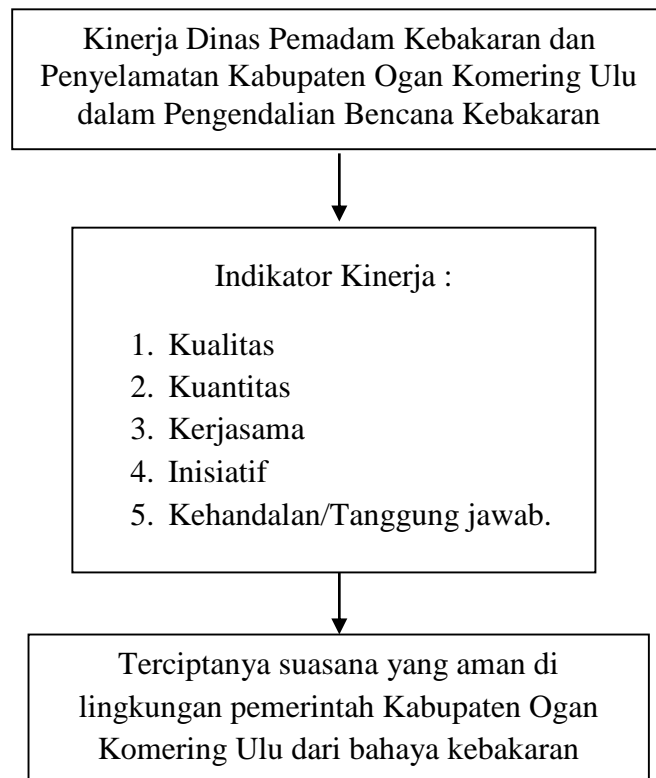 Kinerja Dinas Pemadam Kebakaran dan
Penyelamatan Kabupaten Ogan Komering Ulu
dalam Pengendalian Bencana Kebakaran
Indikator Kinerja :
1. Kualitas
2. Kuantitas
3. Kerjasama
4. Inisiatif
5. Kehandalan/Tanggung jawab.
Terciptanya suasana yang aman di
lingkungan pemerintah Kabupaten Ogan
Komering Ulu dari bahaya kebakaran